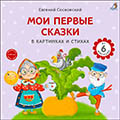 Евгений Сосновский
МОИ ПЕРВЫЕ
СКАЗКИ
В КАРТИНКАХ И СТИХАХ
6